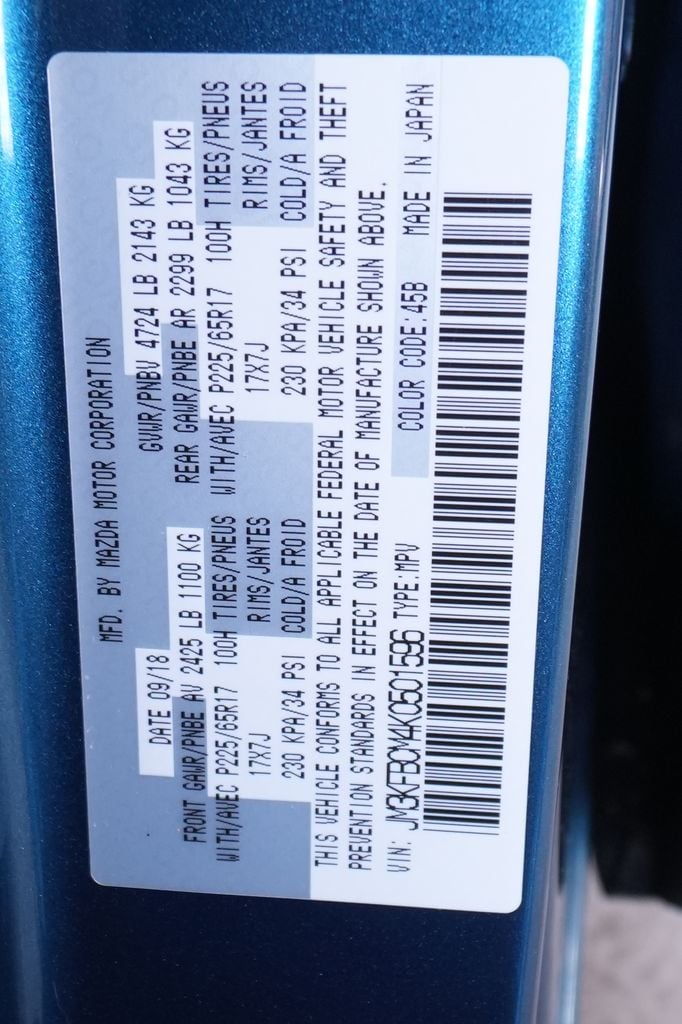 MFD. BY MAZDA MOTOR CORPORATION
DATE 09/18 GVWR/PNBV 4724 LB 2143 KG
FRONT GAWR/PNBE AV 2425 LB 1100 KG REAR GAWR/PNBE AR 2299 LB 1043 KG
WITH/AVEC P225/65R17 100H TIRES/PNEUS WITH/AVEC P225/65R17 100H TIRES/PNEUS
17X7J RIMS/JANTES 17X7J RIMS/JANTES
230 KPA/34 PSI COLD/A FROID 230 KPA/34 PSI COLD/A FROID
THIS VEHICLE CONFORMS TO ALL APPLICABLE FEDERAL MOTOR VEHICLE SAFETY AND THEFT
PREVENTION STANDARDS IN EFFECT ON THE DATE OF MANUFACTURE SHOWN ABOVE.
VIN: JM3KFBCM4K0501596 TYPE:MPV COLOR CODE:45B MADE IN JAPAN